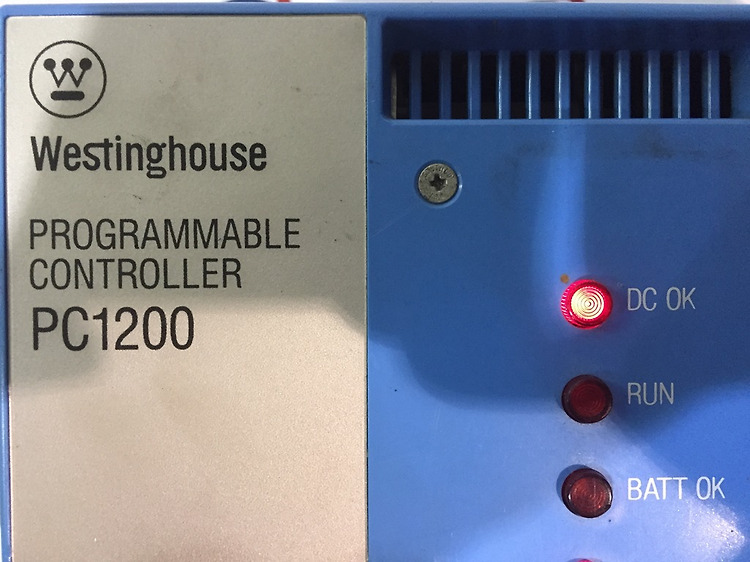 Westinghouse
PROGRAMMABLE
CONTROLLER
PC1200
DC OK
RUN
BATT OK